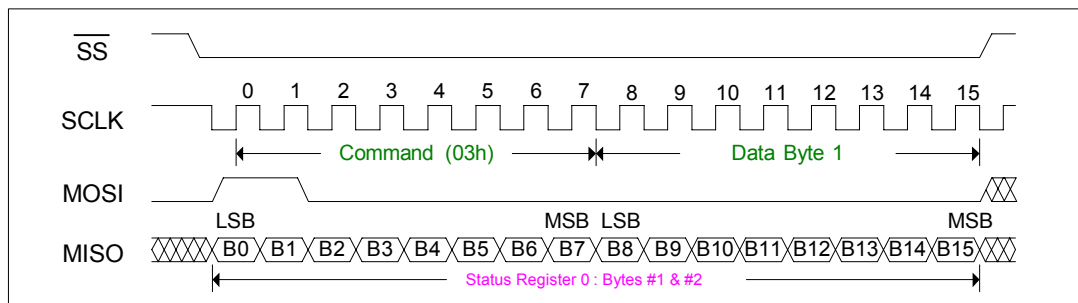 SS
0 1 2 3 4 5 6 7 8 9 10 11 12 13 14 15
SCLK
Command (03h) Data Byte 1
MOSI
LSB MSB LSB MSB
MISO B0 B1 B2 B3 B4 B5 B6 B7 B8 B9 B10 B11 B12 B13 B14 B15
Status Register 0 : Bytes #1 & #2